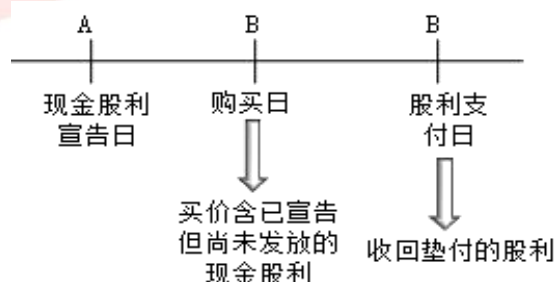 A B B
现金股利
宣告日
购买日
股利支
付日
买价含已宣告
但尚未发放的
现金股利
收回垫付的股利